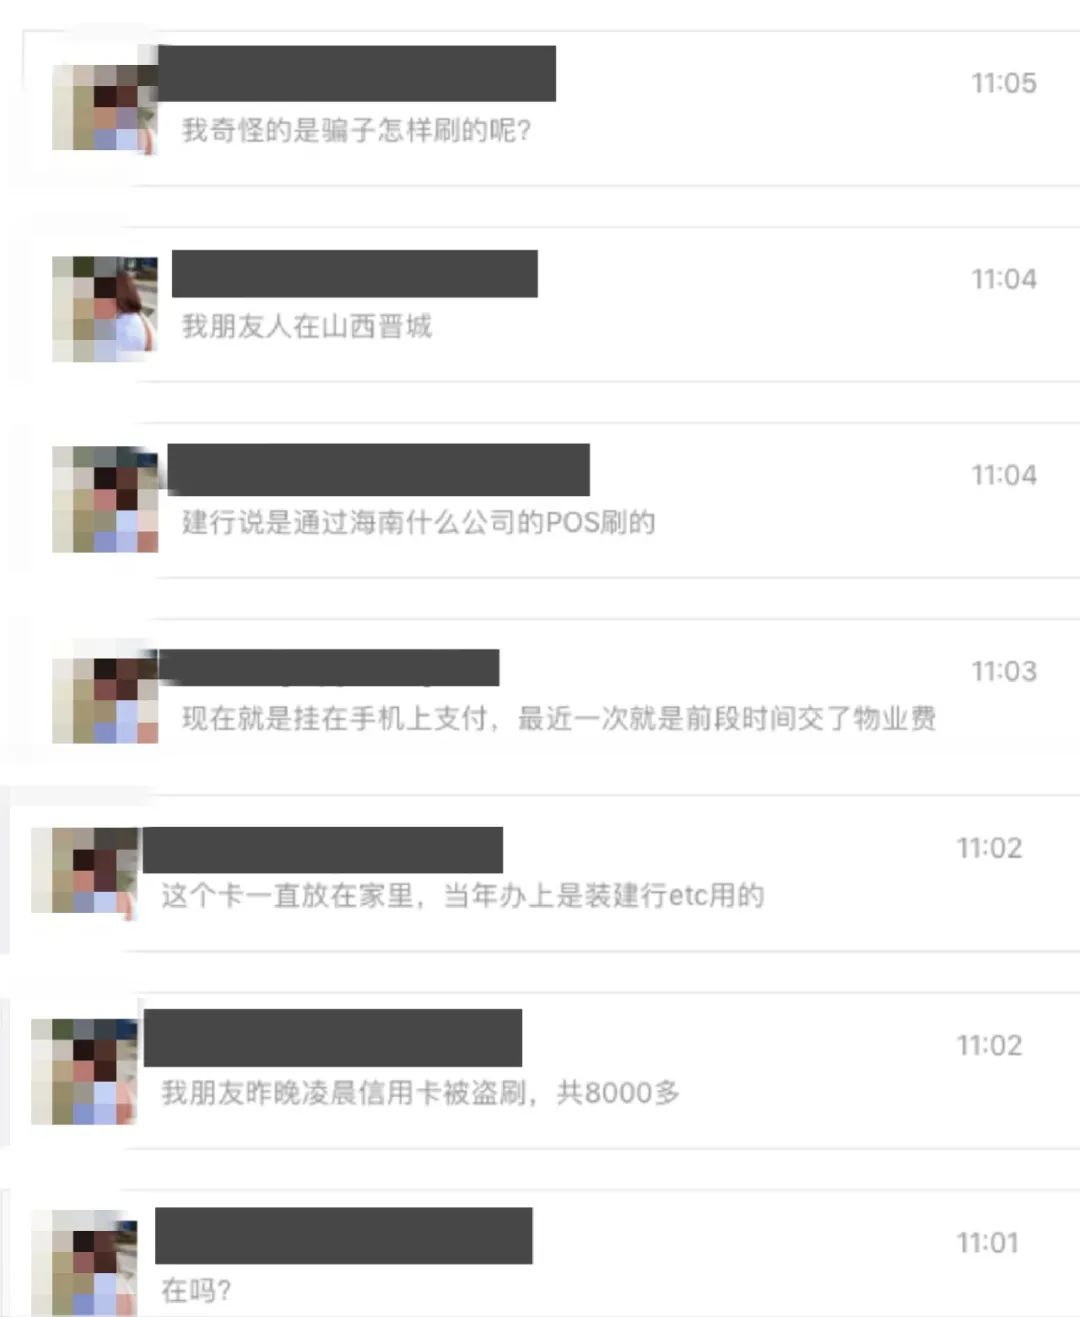 11:05
我奇怪的是骗子怎样刷的呢?
11:04
我朋友人在山西晋城
11:04
建行说是通过海南什么公司的POS刷的
11:03
现在就是挂在手机上支付，最近一次就是前段时间交了物业费
11:02
这个卡一直放在家里，当年办上是装建行etc用的
11:02
我朋友昨晚凌晨信用卡被盗刷，共8000多
11:01
在吗?